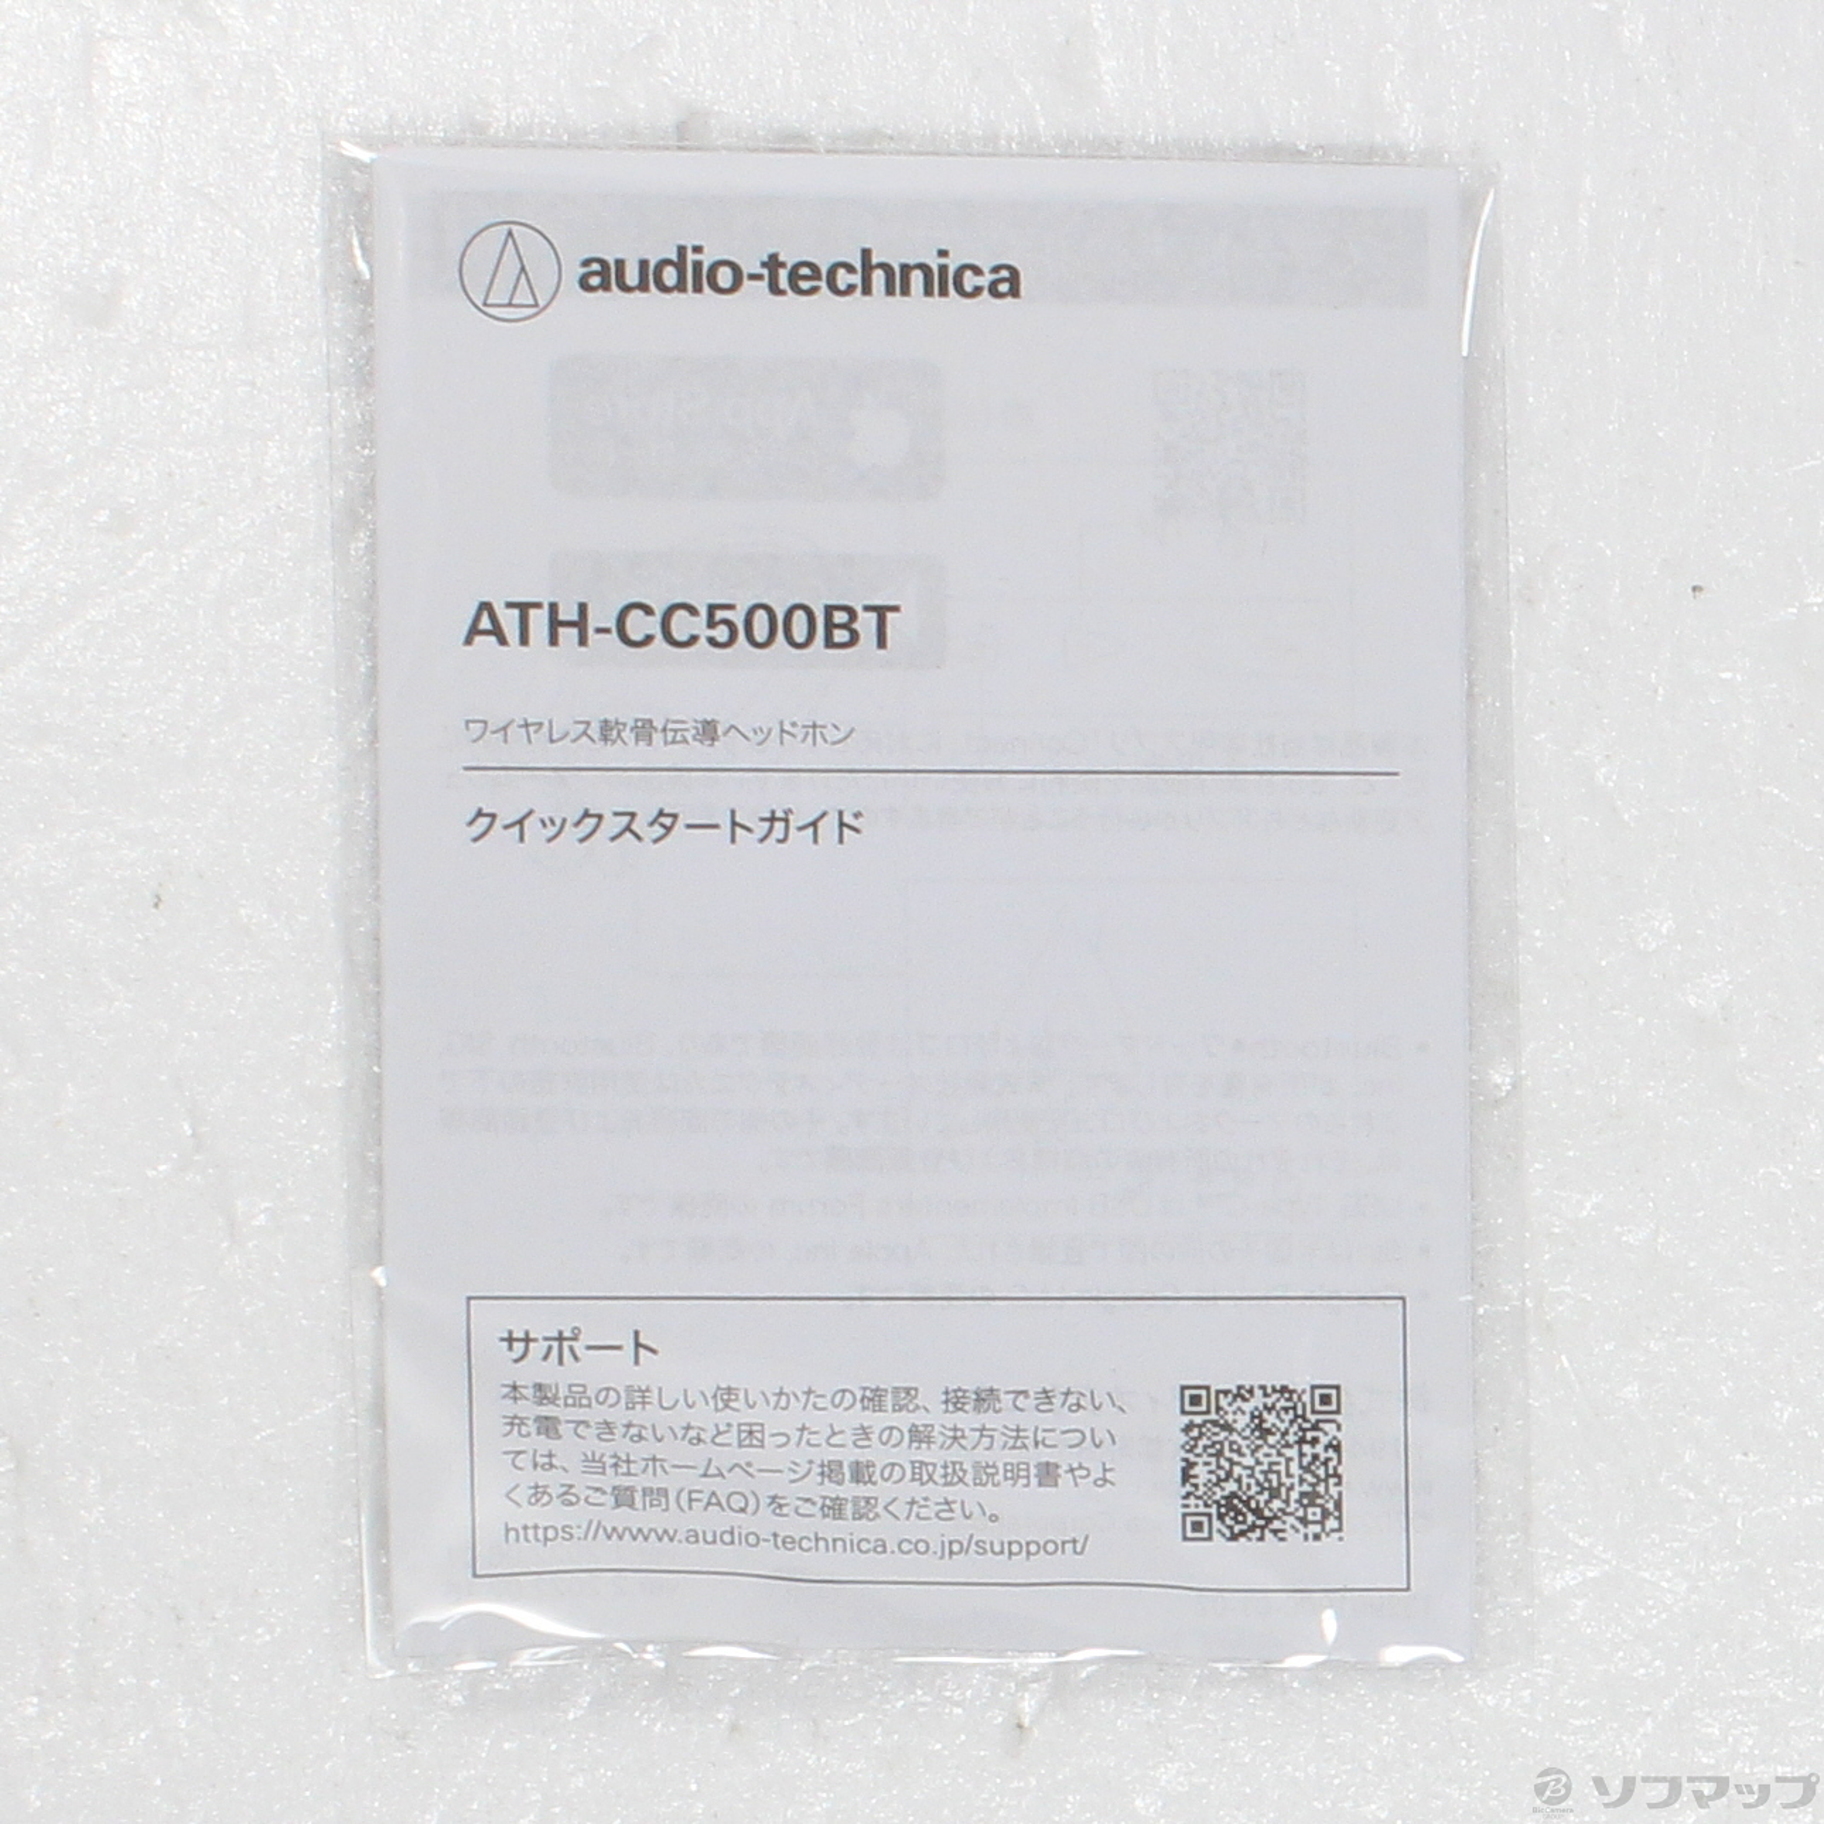 audio-technica
ATH-CC500BT
ワイヤレス軟骨伝導ヘッドホン
クイックスタートガイド
サポート
本製品の詳しい使いかたの確認、接続できない、
充電できないなど困ったときの解決方法につい
ては、当社ホームページ掲載の取扱説明書やよ
くあるご質問(FAQ)をご確認ください。
https://www.audio-technica.co.jp/support/
ソフマップ